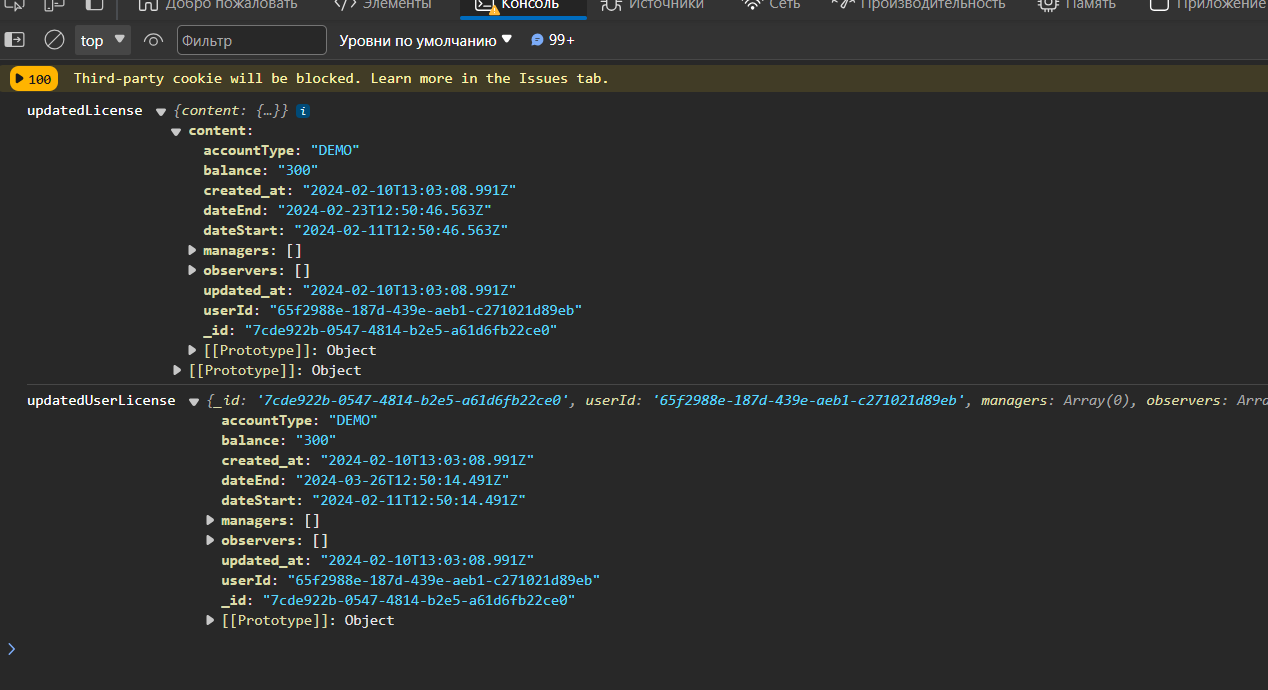 Добро пожаловать Элементы Консоль Источники Сеть Производительность Память Приложение
top Фильтр Уровни по умолчанию 99+
100 Third-party cookie will be blocked. Learn more in the Issues tab.
updatedLicense {content: {…}} i
content:
accountType: "DEMO"
balance: "300"
created_at: "2024-02-10T13:03:08.991Z"
dateEnd: "2024-02-23T12:50:46.563Z"
dateStart: "2024-02-11T12:50:46.563Z"
managers: []
observers: []
updated_at: "2024-02-10T13:03:08.991Z"
userId: "65f2988e-187d-439e-aeb1-c271021d89eb"
_id: "7cde922b-0547-4814-b2e5-a61d6fb22ce0"
[[Prototype]]: Object
[[Prototype]]: Object
updatedUserLicense {_id: '7cde922b-0547-4814-b2e5-a61d6fb22ce0', userId: '65f2988e-187d-439e-aeb1-c271021d89eb', managers: Array(0), observers: Arra
accountType: "DEMO"
balance: "300"
created_at: "2024-02-10T13:03:08.991Z"
dateEnd: "2024-03-26T12:50:14.491Z"
dateStart: "2024-02-11T12:50:14.491Z"
managers: []
observers: []
updated_at: "2024-02-10T13:03:08.991Z"
userId: "65f2988e-187d-439e-aeb1-c271021d89eb"
_id: "7cde922b-0547-4814-b2e5-a61d6fb22ce0"
[[Prototype]]: Object